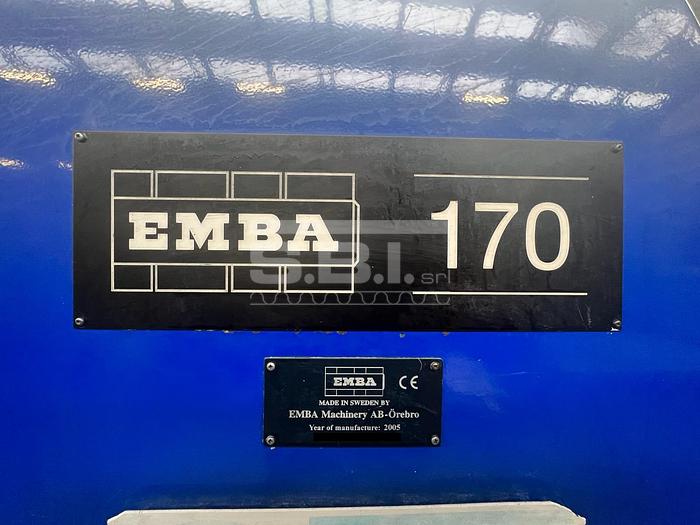 EMBA 170
S.B.I. srl
EMBA CE
MADE IN SWEDEN BY
EMBA Machinery AB-Örebro
Year of manufacture: 2005